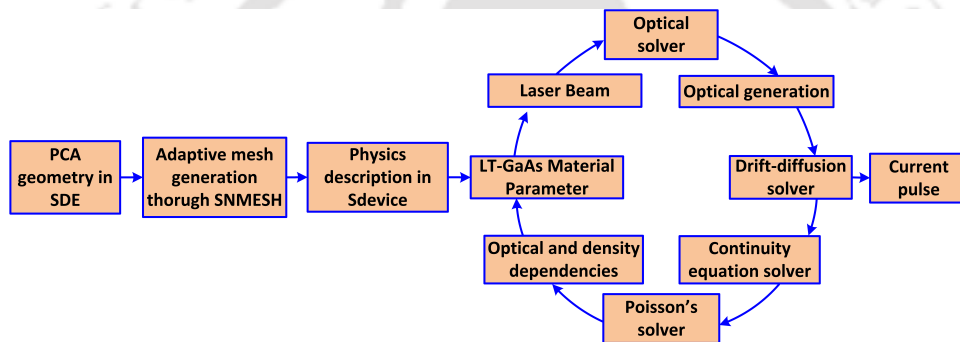 PCA
geometry in
SDE
Adaptive mesh
generation
thorugh SNMESH
Physics
description in
Sdevice
LT-GaAs Material
Parameter
Laser Beam
Optical
solver
Optical generation
Drift-diffusion
solver
Current
pulse
Continuity
equation solver
Poisson's
solver
Optical and density
dependencies